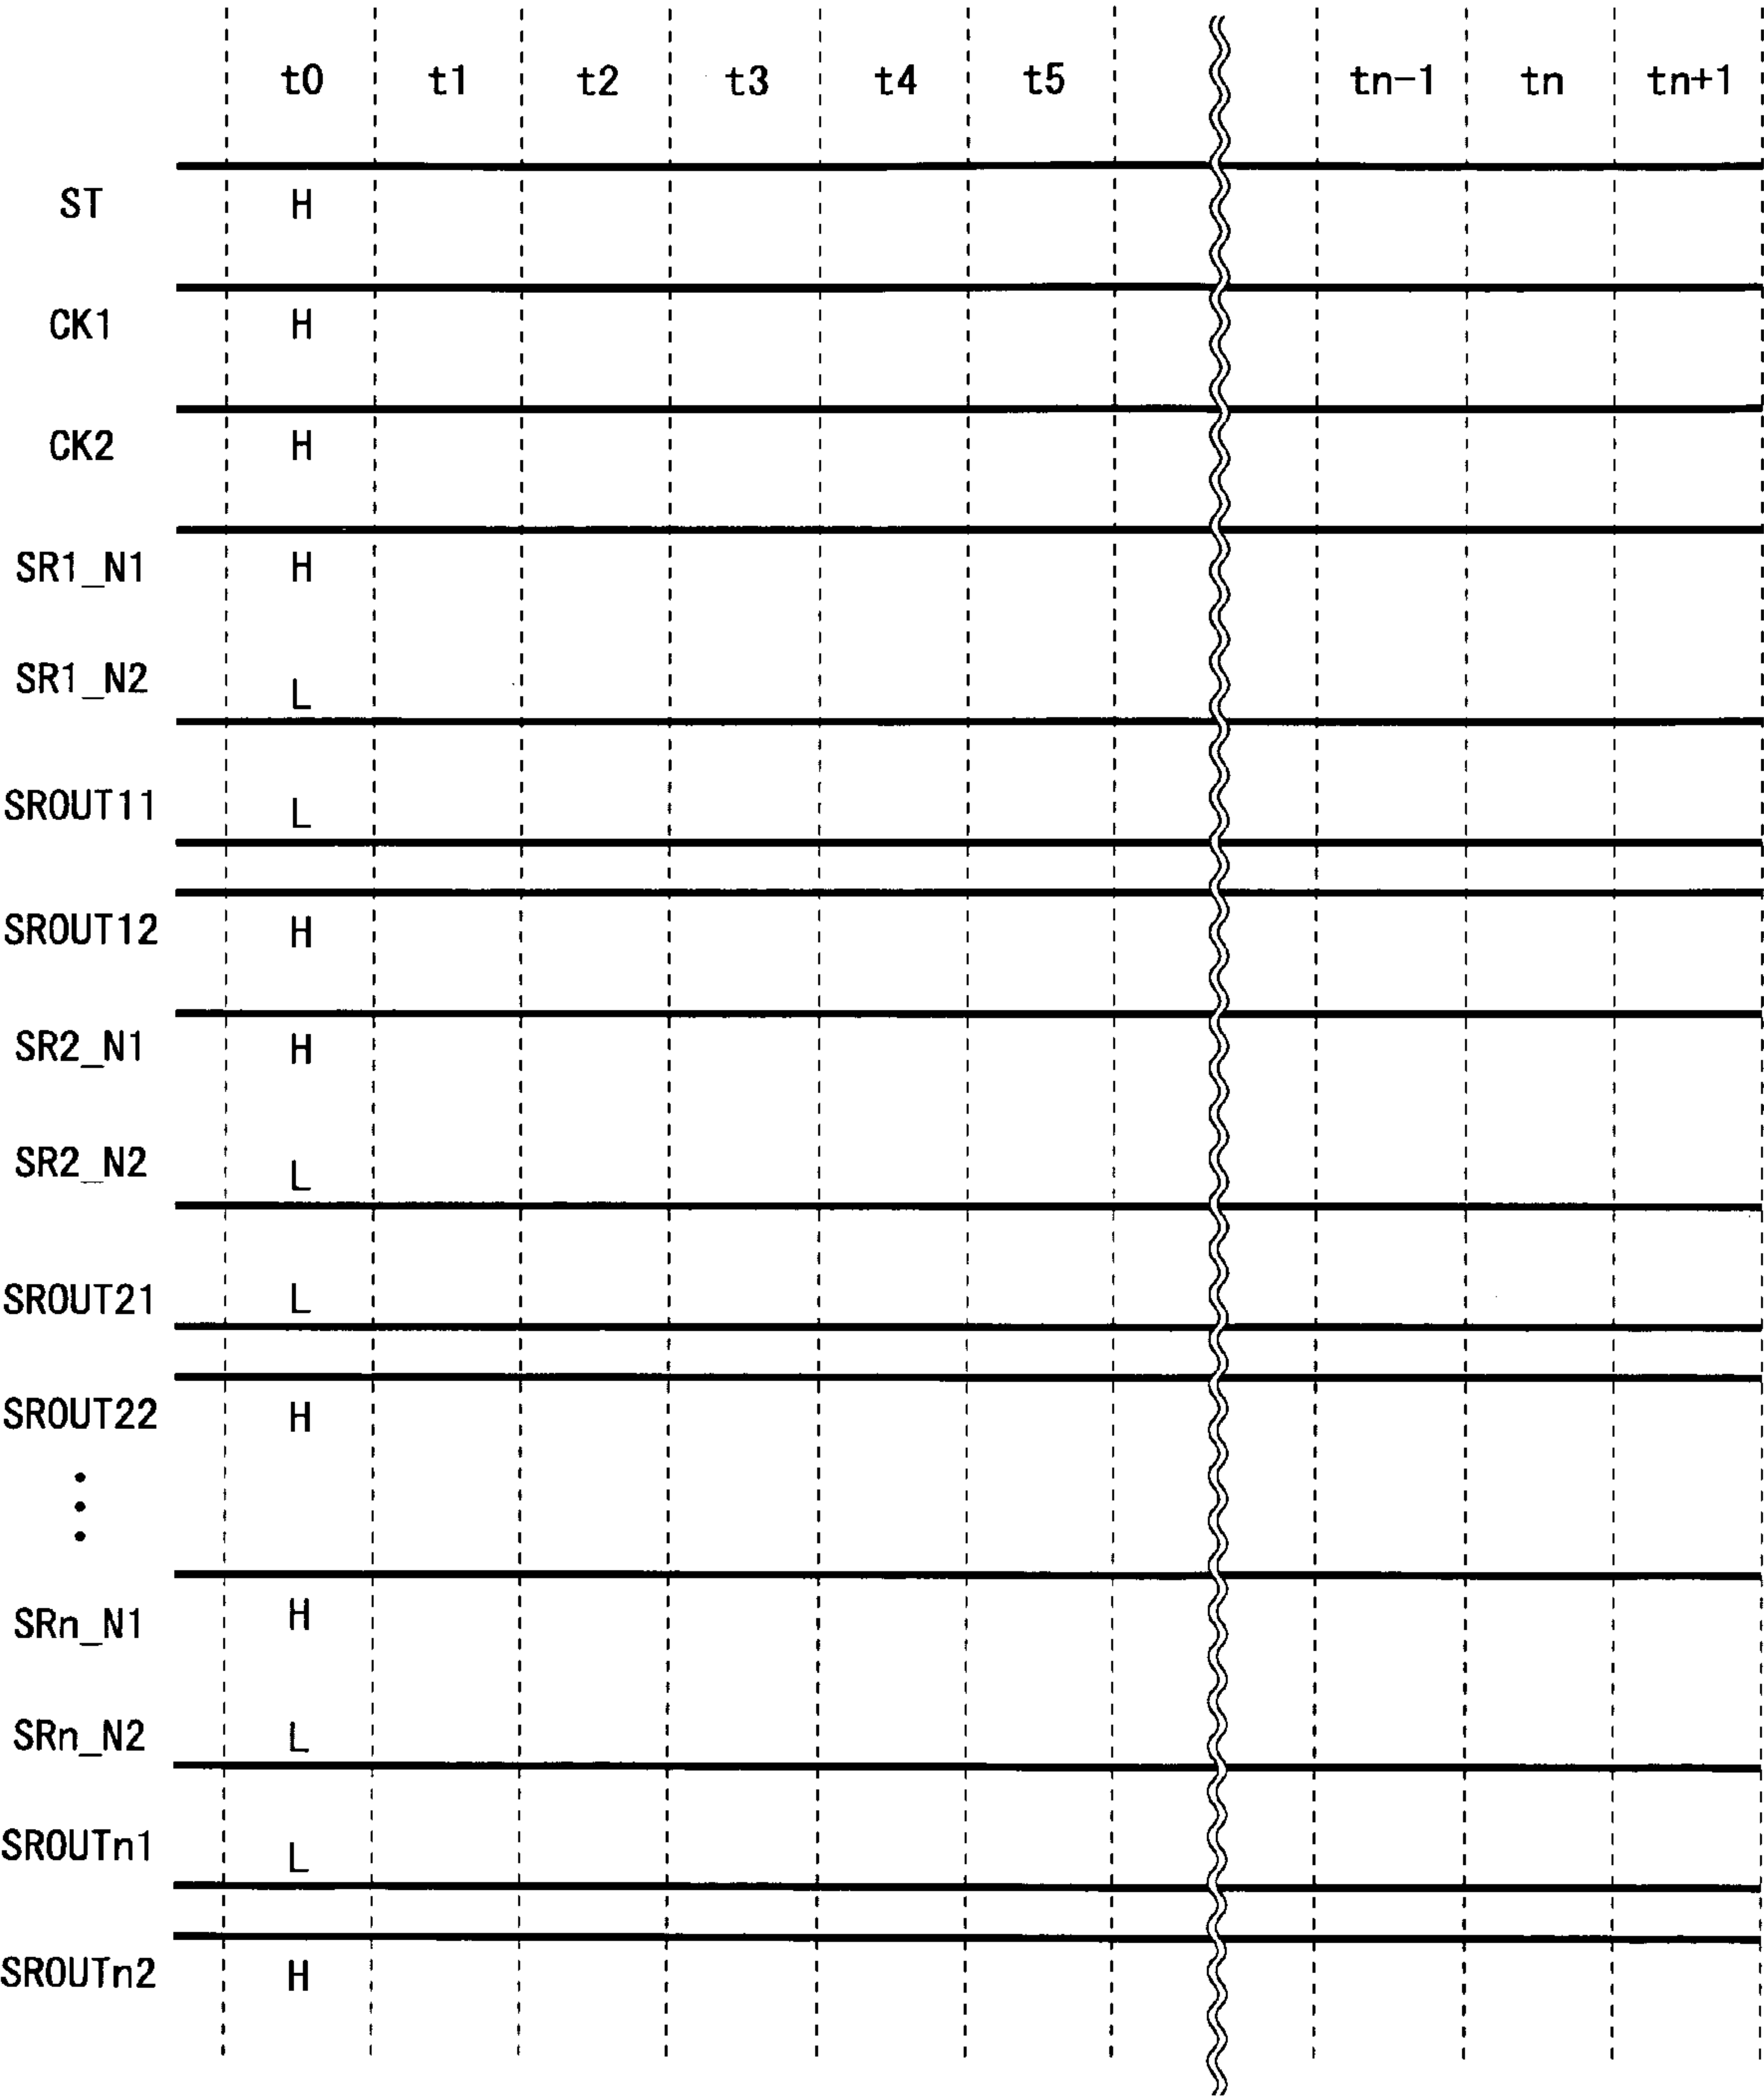 t0 t1 t2 t3 t4 t5 tn-1 tn tn+1
ST H
CK1 H
CK2 H
SR1_N1 H
SR1_N2 L
SROUT11 L
SROUT12 H
SR2_N1 H
SR2_N2 L
SROUT21 L
SROUT22 H
SRn_N1 H
SRn_N2 L
SROUTn1 L
SROUTn2 H